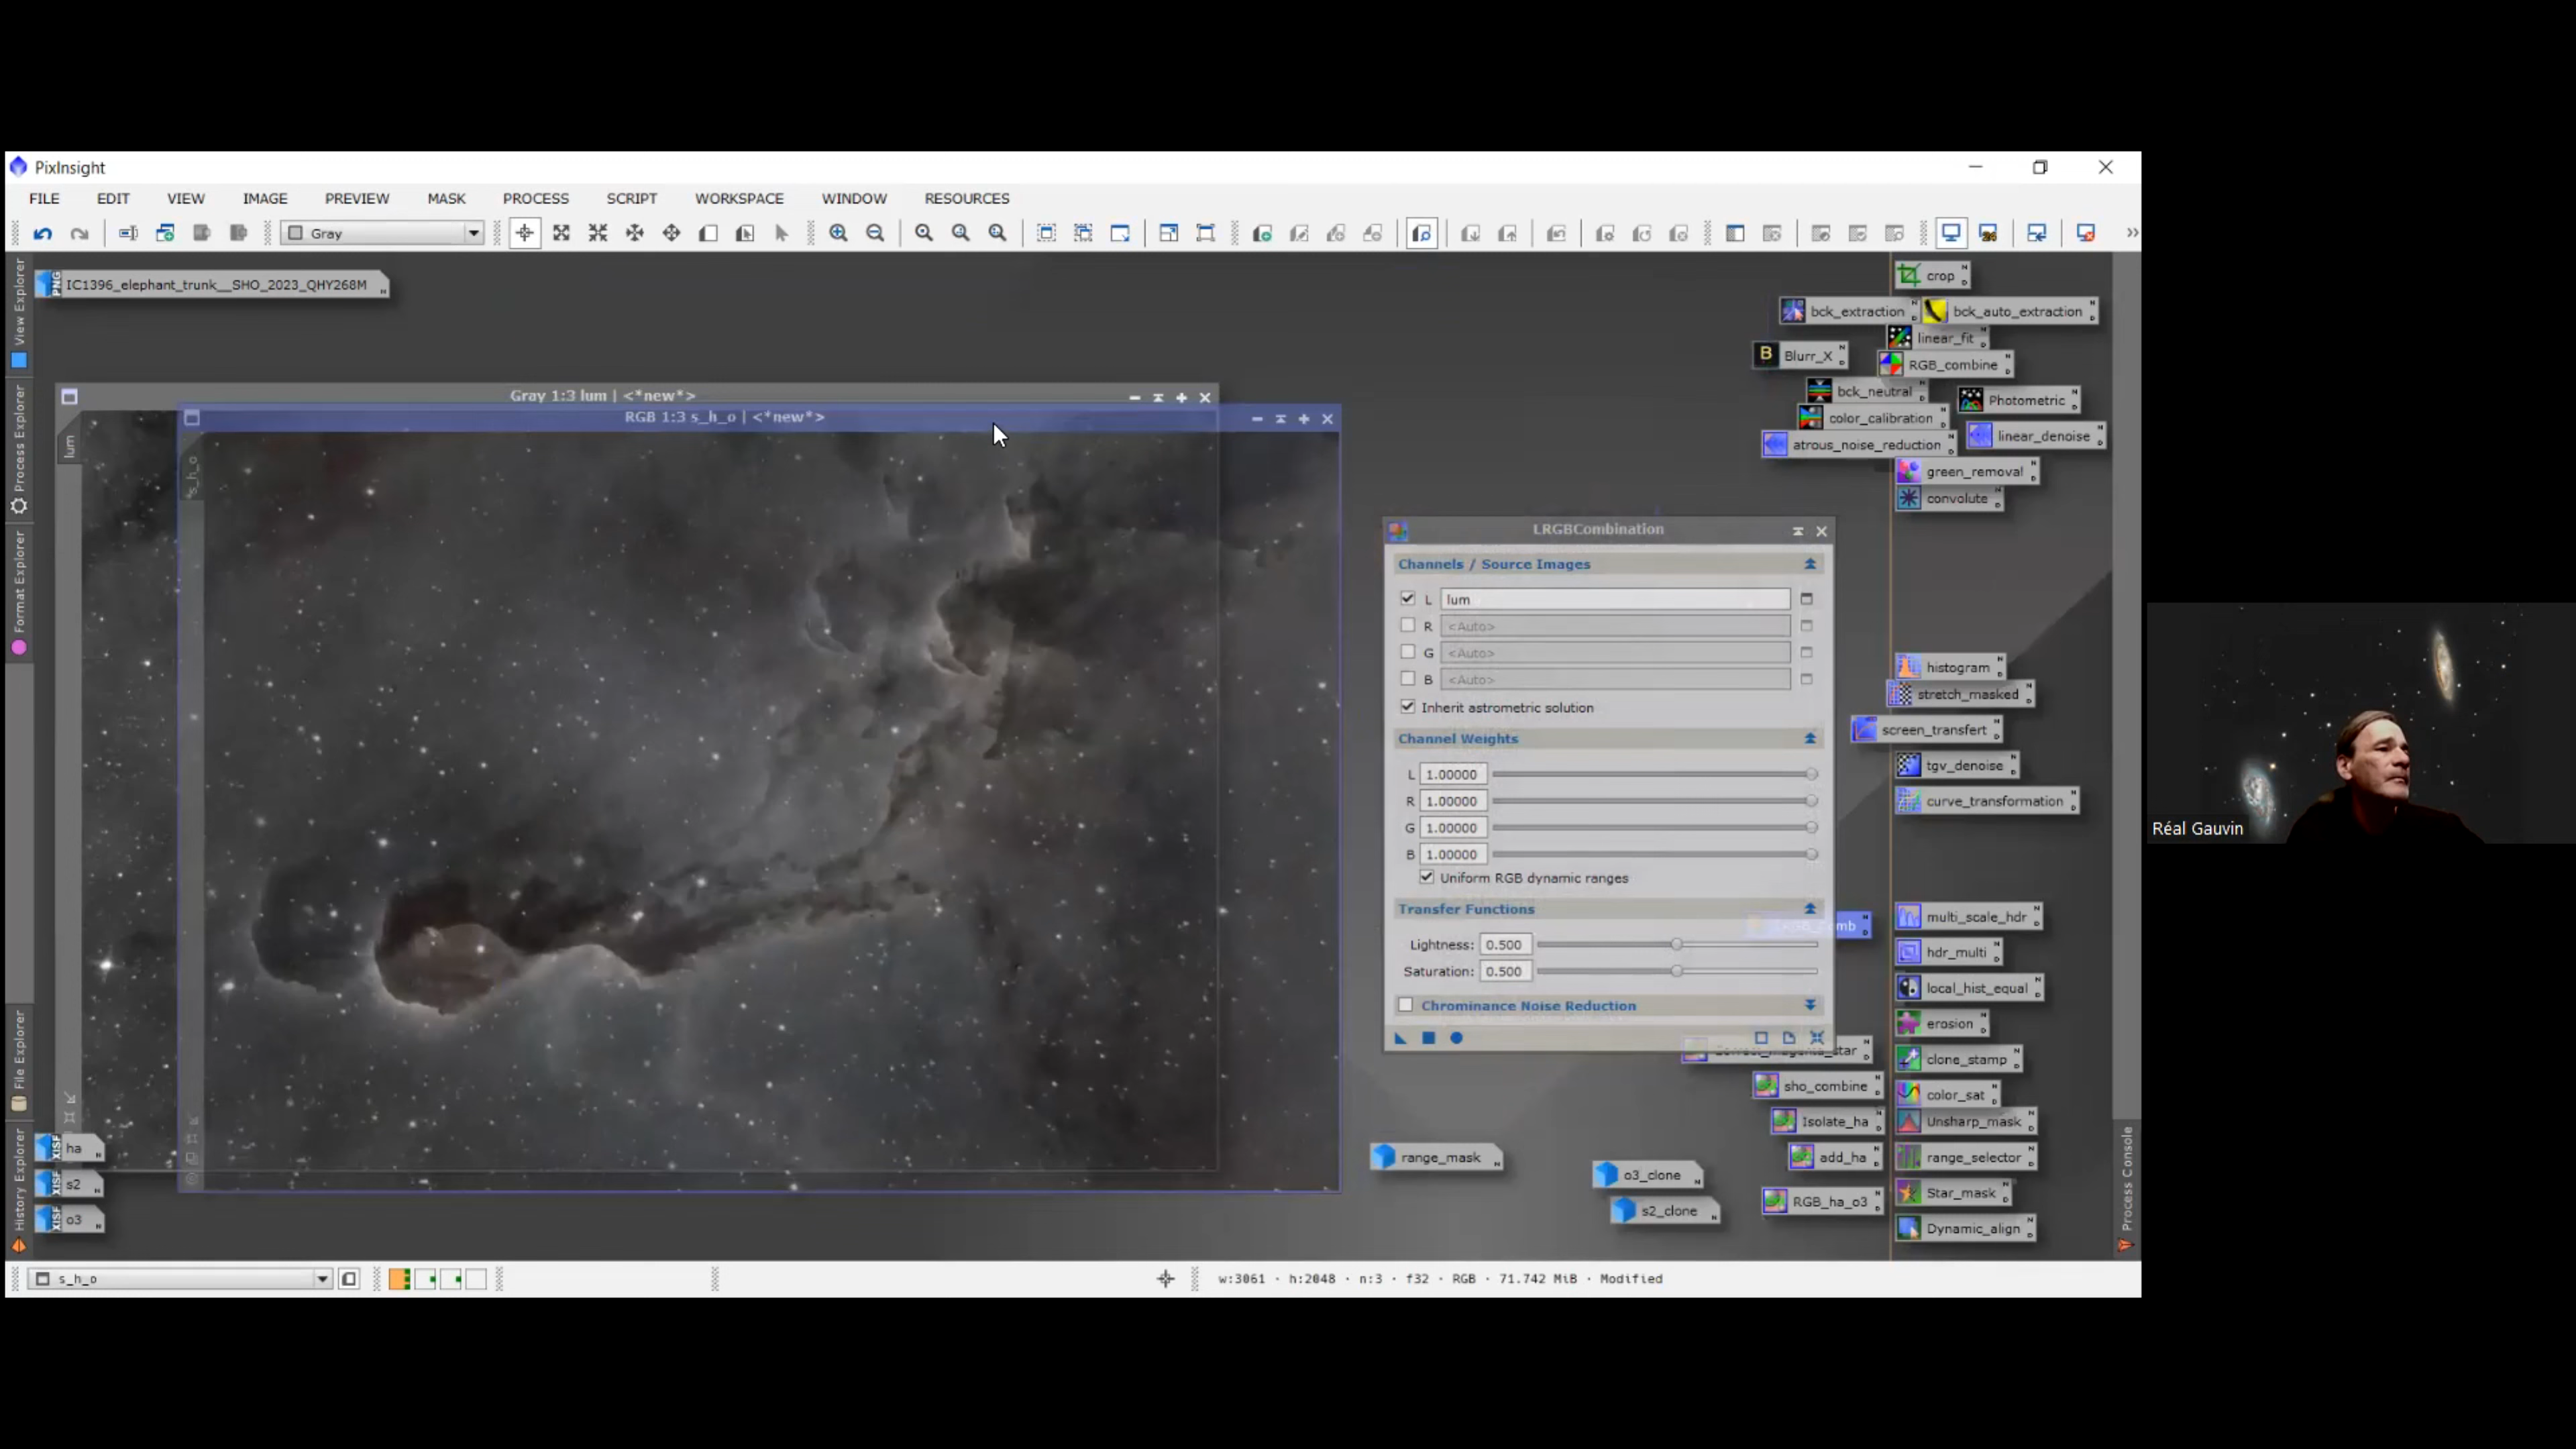 PixInsight
FILE EDIT VIEW IMAGE PREVIEW MASK PROCESS SCRIPT WORKSPACE WINDOW RESOURCES
Gray
View Explorer
Process Explorer
Format Explorer
File Explorer
History Explorer
PNG IC1396_elephant_trunk__SHO_2023_QHY268M N
Gray 1:3 lum | <*new*>
lum
RGB 1:3 s_h_o | <*new*>
s_h_o
XISF ha N
XISF s2 N
XISF o3 N
LRGBCombination
Channels / Source Images
L lum
R <Auto>
G <Auto>
B <Auto>
Inherit astrometric solution
Channel Weights
L 1.00000
R 1.00000
G 1.00000
B 1.00000
Uniform RGB dynamic ranges
Transfer Functions
Lightness: 0.500
Saturation: 0.500
Chrominance Noise Reduction
range_mask N
o3_clone N
s2_clone N
crop N D
bck_extraction N D
bck_auto_extraction N D
linear_fit N D
B Blurr_X N D
RGB_combine N D
bck_neutral N D
Photometric N D
color_calibration N D
linear_denoise N D
atrous_noise_reduction N D
green_removal N D
convolute N D
histogram N D
stretch_masked N D
screen_transfert N D
tgv_denoise N D
curve_transformation N D
multi_scale_hdr N D
hdr_multi N D
local_hist_equal N D
erosion N D
clone_stamp N D
sho_combine N D
color_sat N D
Isolate_ha N D
Unsharp_mask N D
add_ha N D
range_selector N D
Star_mask N D
RGB_ha_o3 N D
Dynamic_align N D
Process Console
s_h_o
w:3061 · h:2048 · n:3 · f32 · RGB · 71.742 MiB · Modified
Réal Gauvin